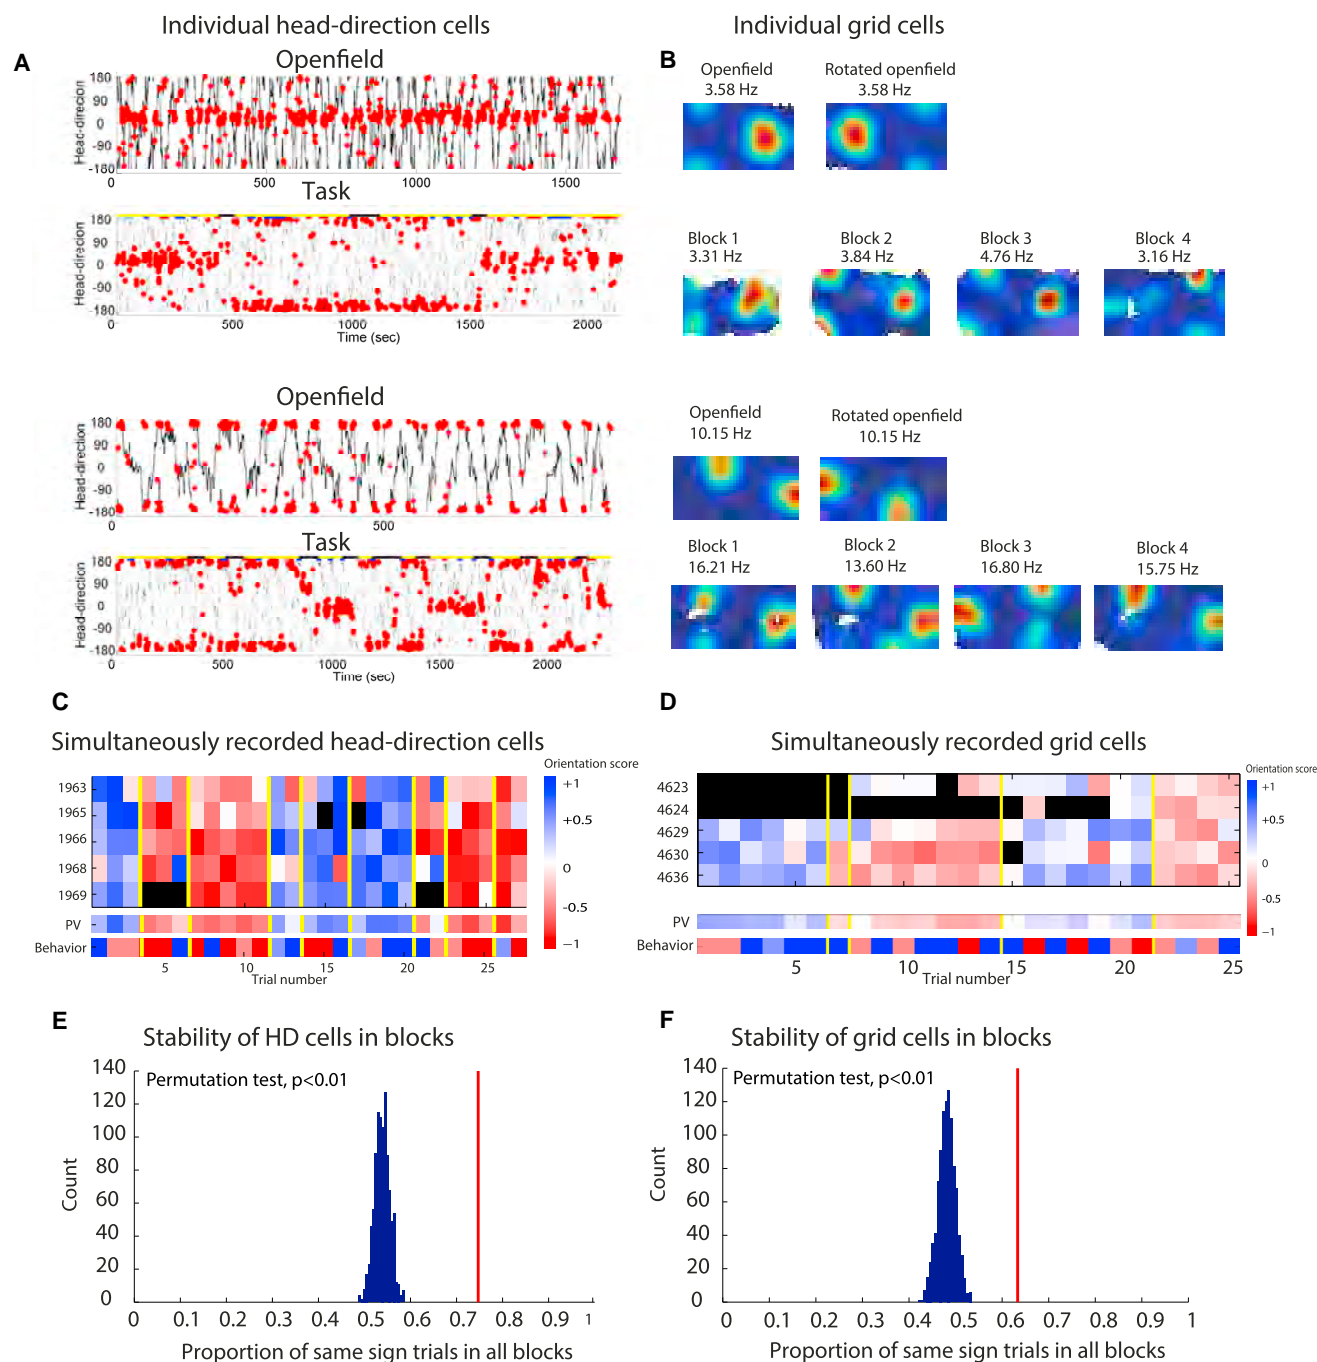 Individual head-direction cells
Individual grid cells
A
Openfield
Head-direcion
180
90
0
-90
-180
0 500 1000 1500
Task
Head-direction
180
90
0
-90
-180
0 500 1000 1500 2000
Time (sec)
Openfield
Head-direction
180
90
0
-90
-180
0 500
Task
Head-direction
180
90
0
-90
-180
0 500 1000 1500 2000
Time (sec)
B
Openfield
3.58 Hz
Rotated openfield
3.58 Hz
Block 1
3.31 Hz
Block 2
3.84 Hz
Block 3
4.76 Hz
Block 4
3.16 Hz
Openfield
10.15 Hz
Rotated openfield
10.15 Hz
Block 1
16.21 Hz
Block 2
13.60 Hz
Block 3
16.80 Hz
Block 4
15.75 Hz
C
Simultaneously recorded head-direction cells
Orientation score
1963
1965
1966
1968
1969
PV
Behavior
5 10 15 20 25
Trial number
+1
+0.5
0
-0.5
−1
D
Simultaneously recorded grid cells
Orientation score
4623
4624
4629
4630
4636
PV
Behavior
5 10 15 20 25
Trial number
+1
+0.5
0
-0.5
−1
E
Stability of HD cells in blocks
Permutation test, p<0.01
Count
140
120
100
80
60
40
20
0
0 0.1 0.2 0.3 0.4 0.5 0.6 0.7 0.8 0.9 1
Proportion of same sign trials in all blocks
F
Stability of grid cells in blocks
Permutation test, p<0.01
Count
140
120
100
80
60
40
20
0
0 0.1 0.2 0.3 0.4 0.5 0.6 0.7 0.8 0.9 1
Proportion of same sign trials in all blocks